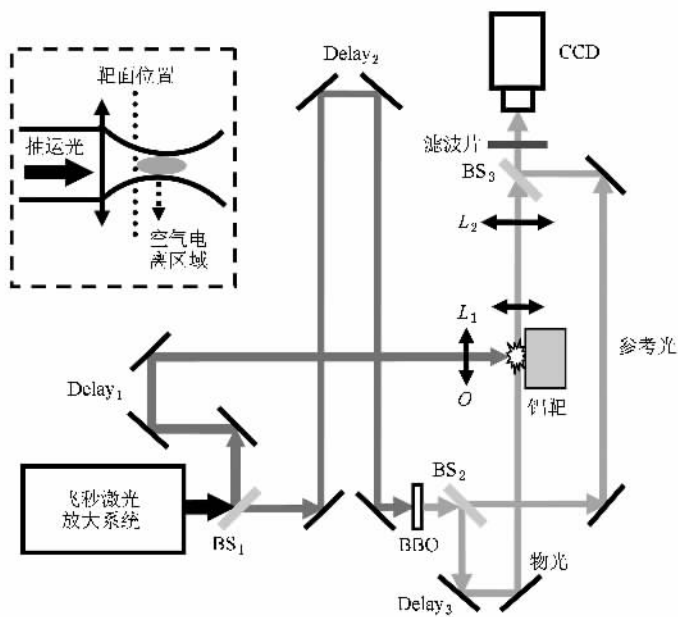 靶面位置
抽运光
空气电
离区域
Delay₂
CCD
滤波片
BS₃
L₂
L₁
参考光
Delay₁
O
铝靶
飞秒激光
放大系统
BS₁
BBO
BS₂
物光
Delay₃